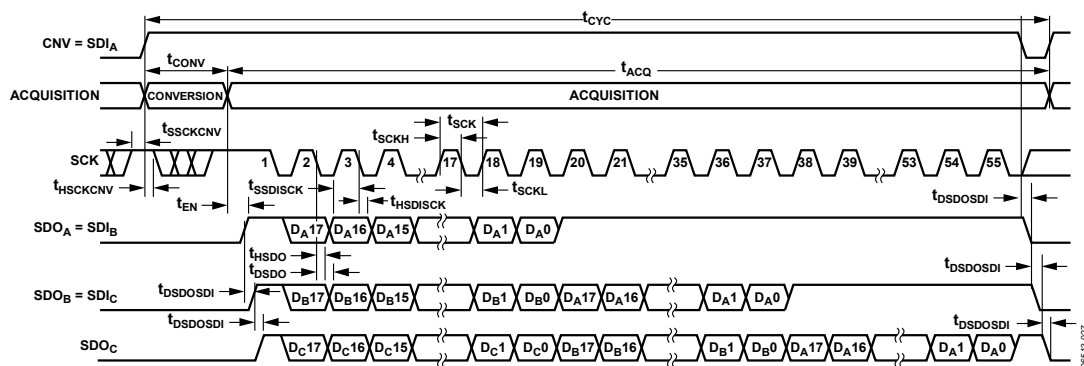 tCYC
CNV = SDIA
tCONV
tACQ
ACQUISITION
CONVERSION
ACQUISITION
tSSCKCNV
tSCK
tSCKH
SCK
1 2 3 4 17 18 19 20 21 35 36 37 38 39 53 54 55
tHSCKCNV
tSSDISCK
tSCKL
tEN
tHSDISCK
tDSDOSDI
SDOA = SDIB
DA17 DA16 DA15 DA1 DA0
tHSDO
tDSDO
tDSDOSDI
tDSDOSDI
SDOB = SDIC
DB17 DB16 DB15 DB1 DB0 DA17 DA16 DA1 DA0
tDSDOSDI
tDSDOSDI
SDOC
DC17 DC16 DC15 DC1 DC0 DB17 DB16 DB1 DB0 DA17 DA16 DA1 DA0